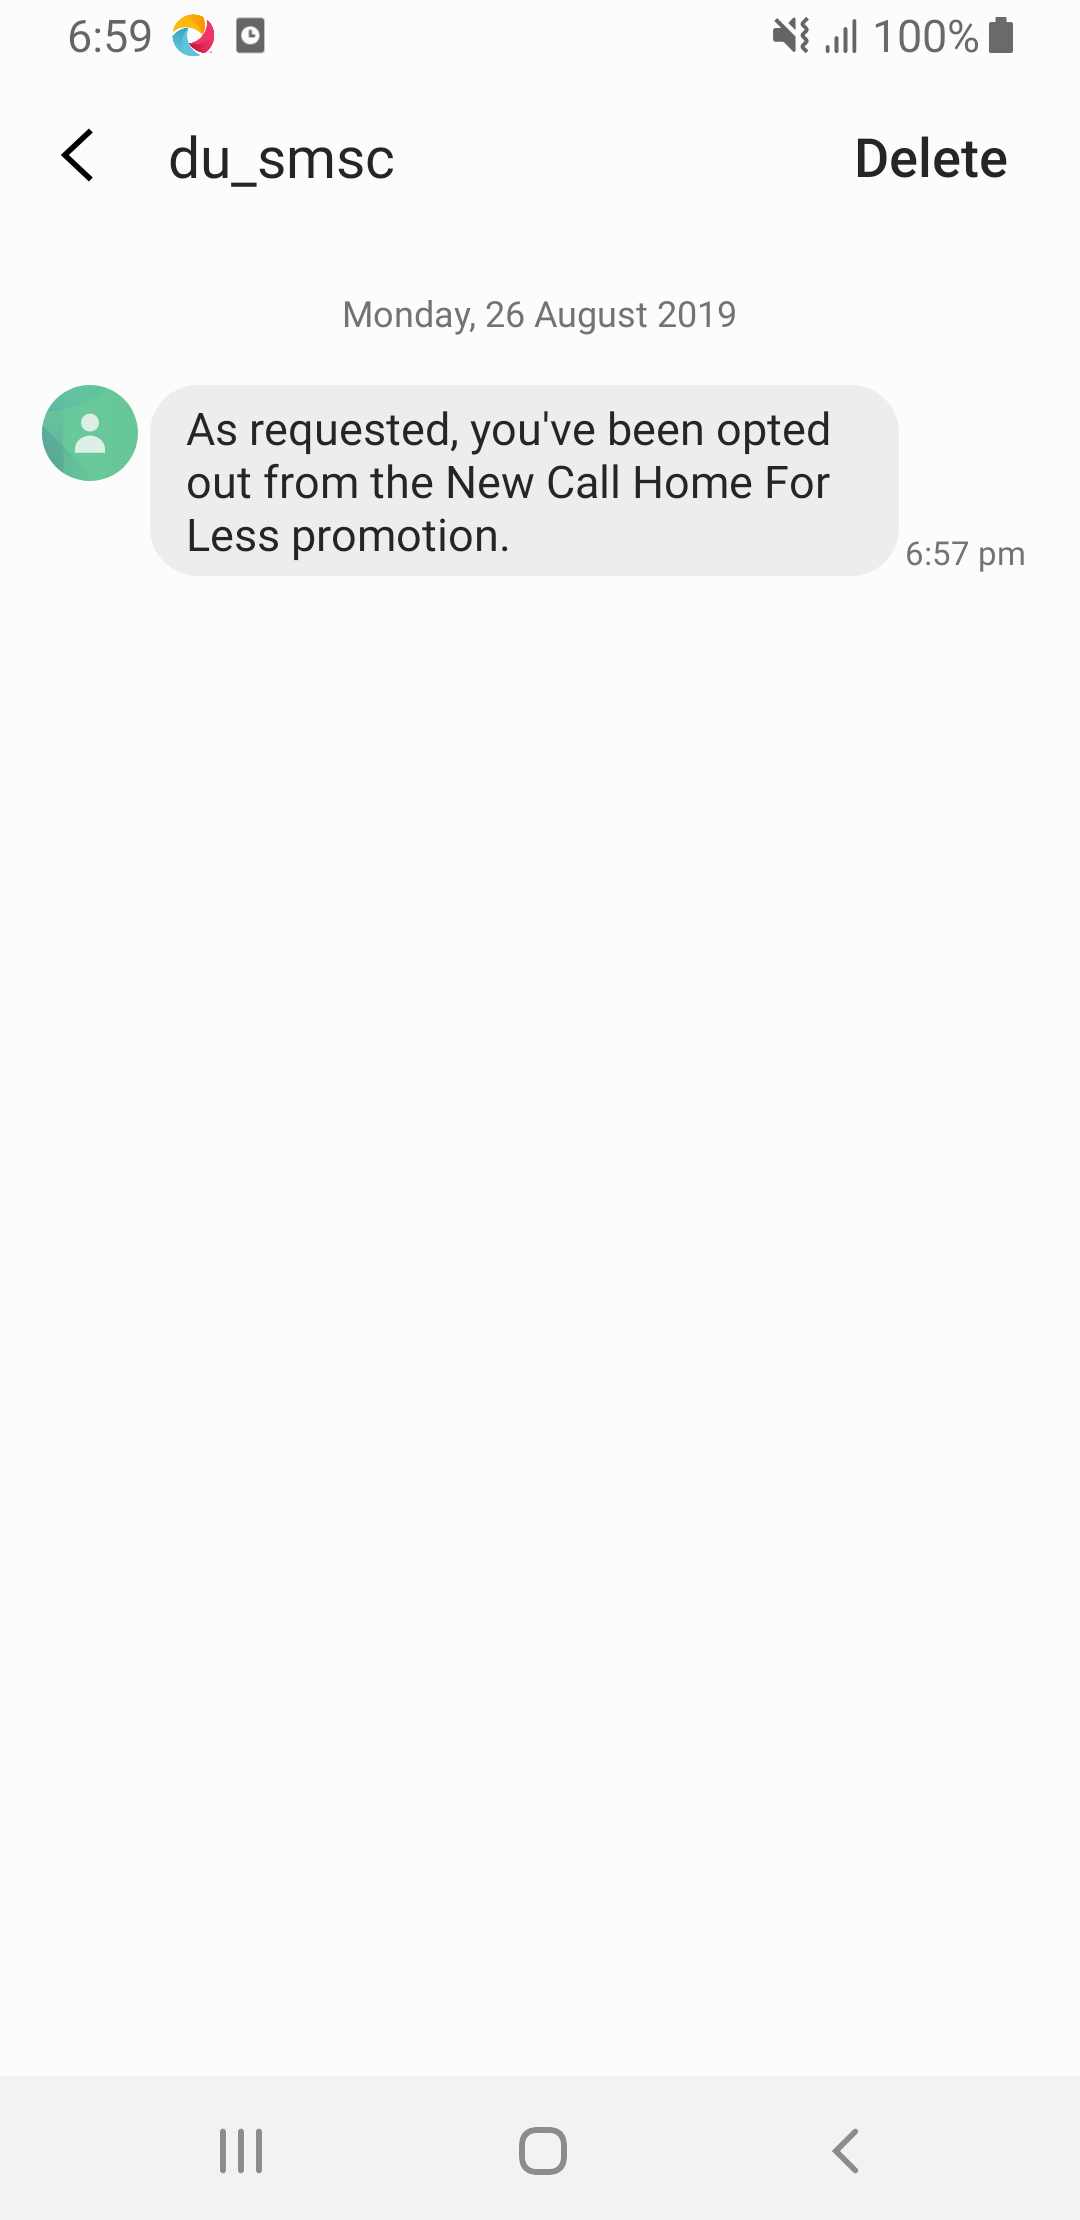 6:59
100%
du_smsc
Delete
Monday, 26 August 2019
As requested, you've been opted
out from the New Call Home For
Less promotion.
6:57 pm